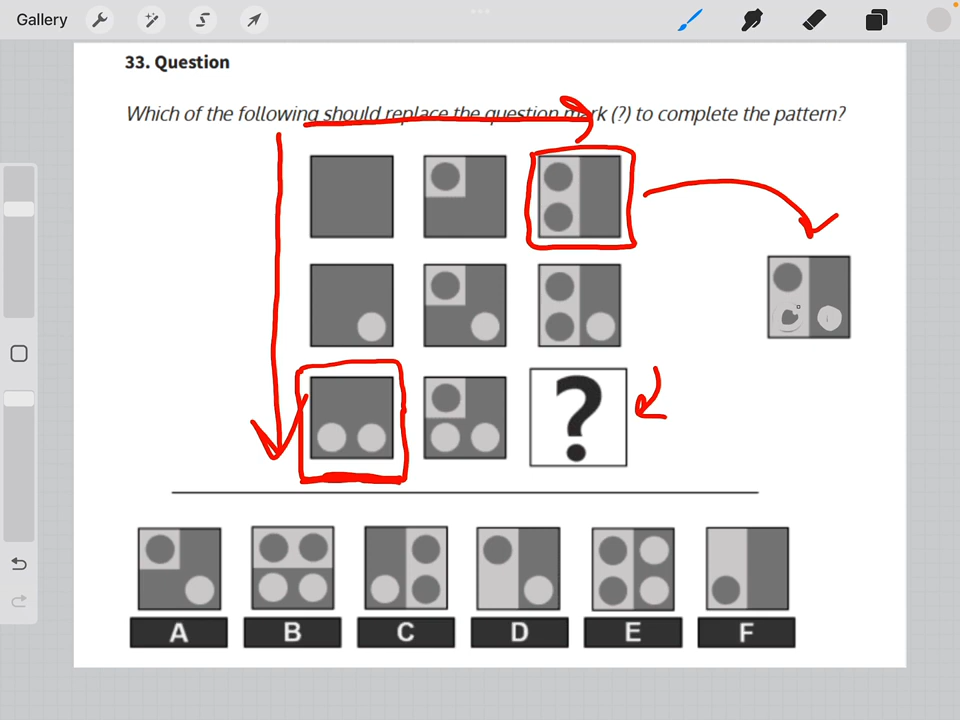 Gallery
33. Question
Which of the following should replace the question mark (?) to complete the pattern?
?
A B C D E F